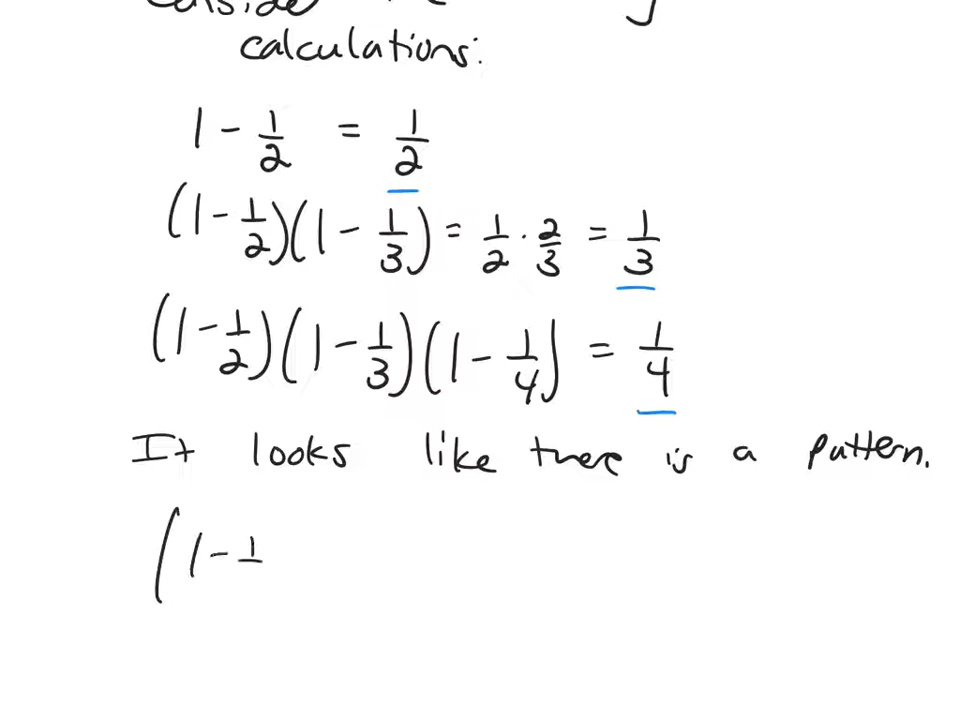 calculations:
1 - 1/2 = 1/2
(1 - 1/2)(1 - 1/3) = 1/2 · 2/3 = 1/3
(1 - 1/2)(1 - 1/3)(1 - 1/4) = 1/4
It looks like there is a pattern.
(1 - 1